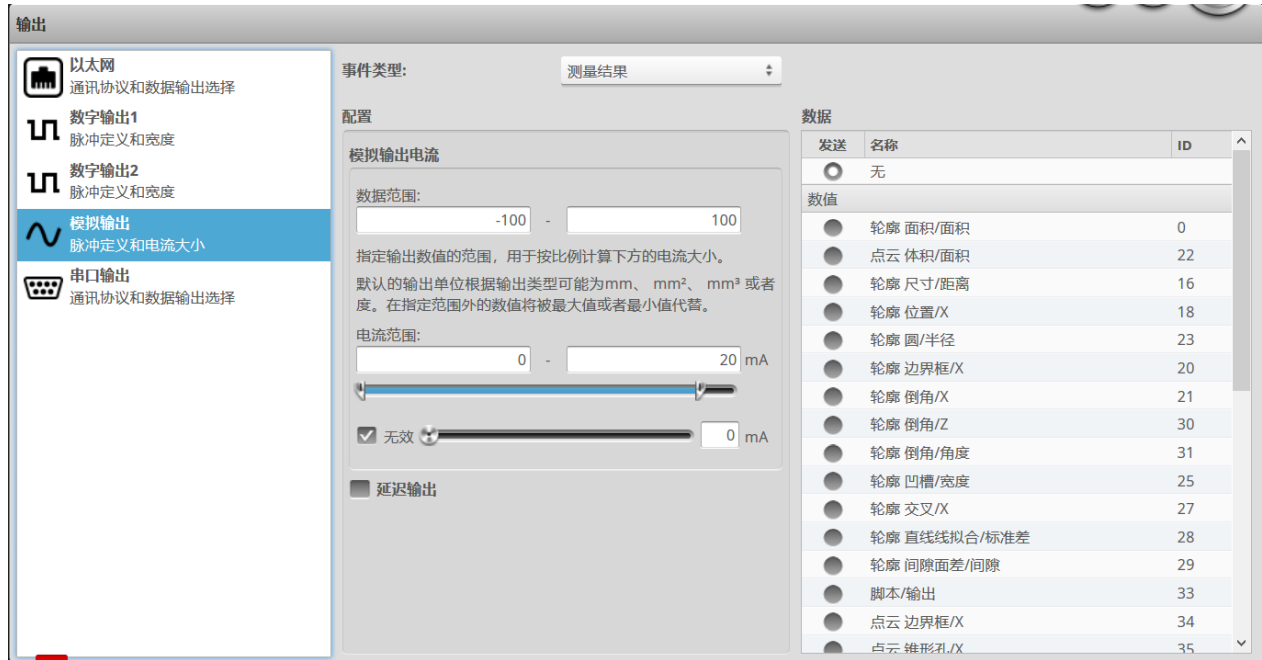 输出
以太网
通讯协议和数据输出选择
数字输出1
脉冲定义和宽度
数字输出2
脉冲定义和宽度
模拟输出
脉冲定义和电流大小
串口输出
通讯协议和数据输出选择
事件类型:
测量结果
配置
模拟输出电流
数据范围:
-100 - 100
指定输出数值的范围，用于按比例计算下方的电流大小。
默认的输出单位根据输出类型可能为mm、 mm²、 mm³ 或者
度。在指定范围外的数值将被最大值或者最小值代替。
电流范围:
0 - 20 mA
无效 0 mA
延迟输出
数据
发送 名称 ID
无
数值
轮廓 面积/面积 0
点云 体积/面积 22
轮廓 尺寸/距离 16
轮廓 位置/X 18
轮廓 圆/半径 23
轮廓 边界框/X 20
轮廓 倒角/X 21
轮廓 倒角/Z 30
轮廓 倒角/角度 31
轮廓 凹槽/宽度 25
轮廓 交叉/X 27
轮廓 直线线拟合/标准差 28
轮廓 间隙面差/间隙 29
脚本/输出 33
点云 边界框/X 34
点云 锥形孔/X 35